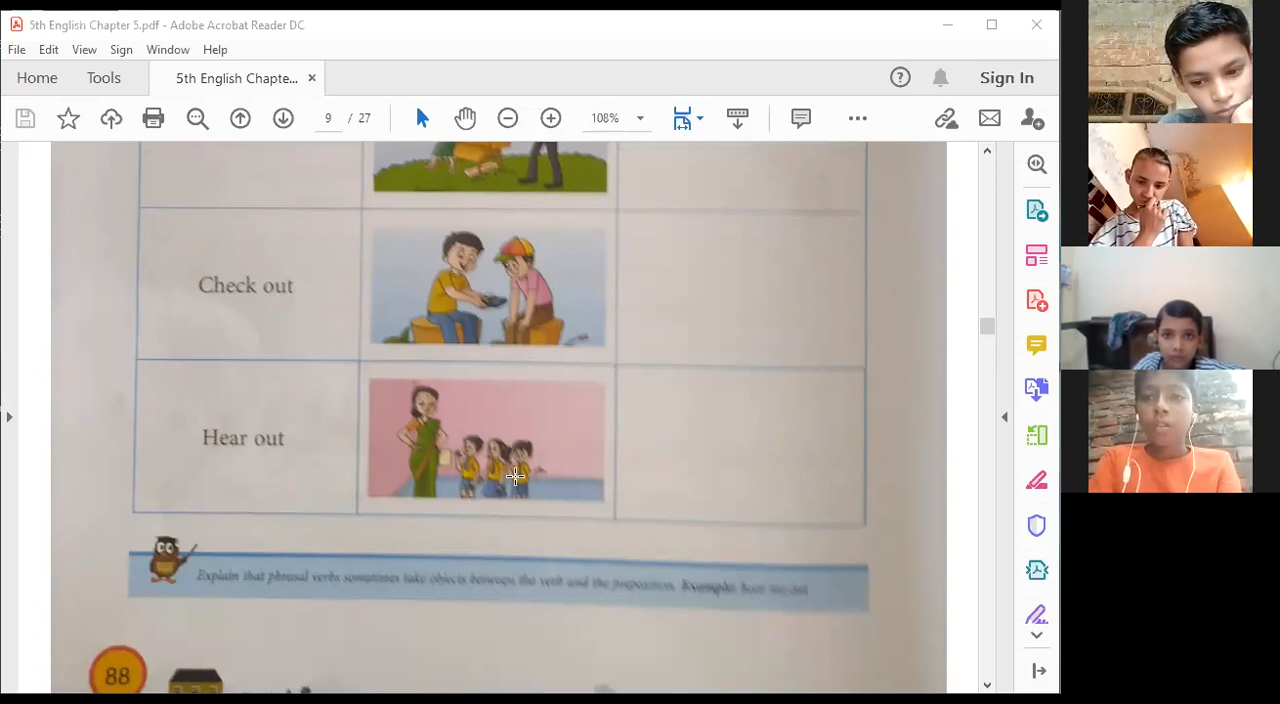 5th English Chapter 5.pdf - Adobe Acrobat Reader DC
File Edit View Sign Window Help
Home Tools 5th English Chapte... × Sign In
9 / 27 108%
Check out
Hear out
Explain that phrasal verbs sometimes take objects between the verb and the preposition. Example: hear me out
88